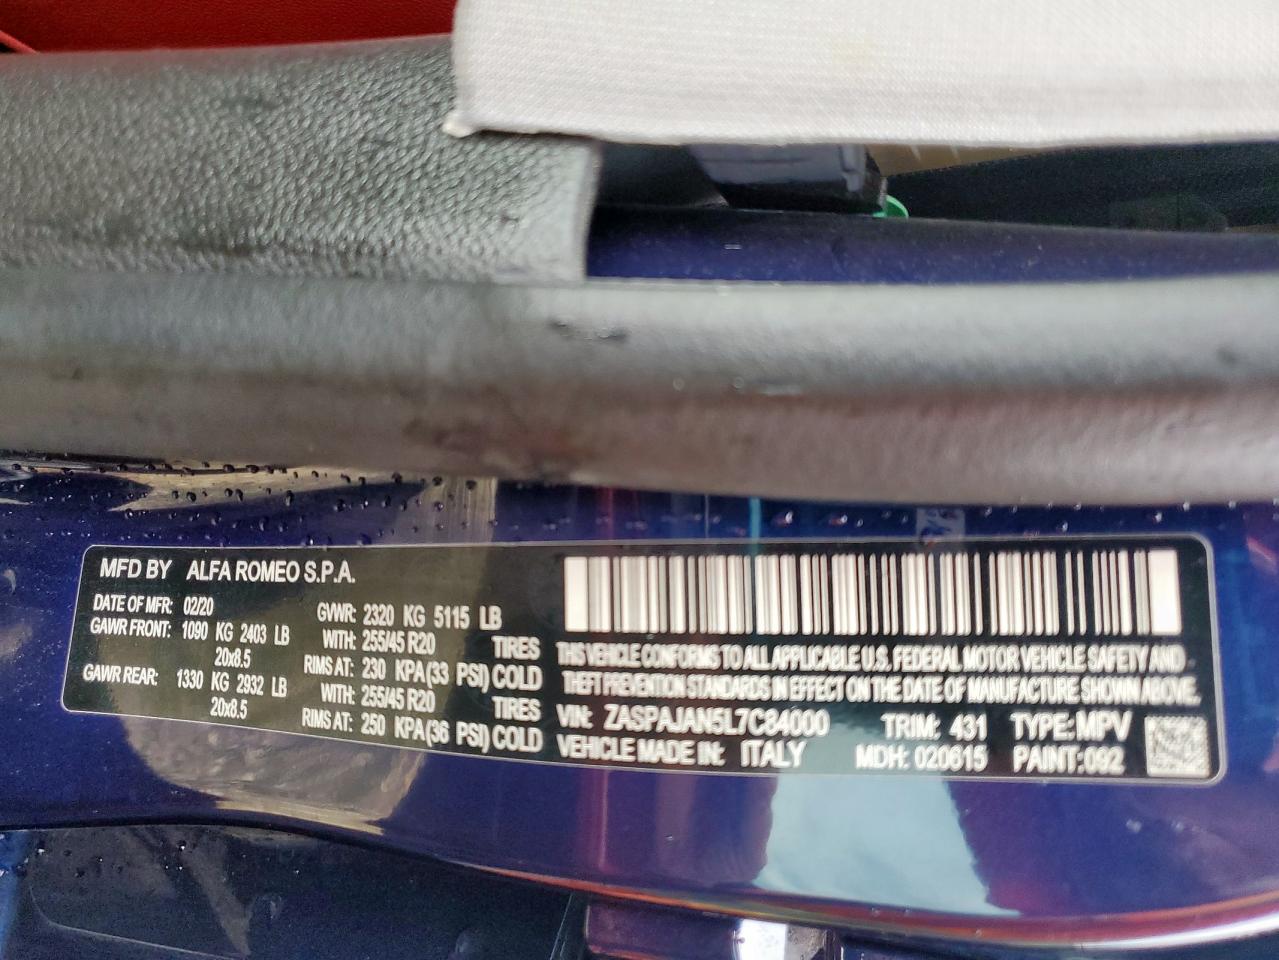 MFD BY ALFA ROMEO S.P.A.
DATE OF MFR: 02/20 GVWR: 2320 KG 5115 LB
GAWR FRONT: 1090 KG 2403 LB WITH: 255/45 R20 TIRES
20x8.5 RIMS AT: 230 KPA(33 PSI) COLD
GAWR REAR: 1330 KG 2932 LB WITH: 255/45 R20 TIRES
20x8.5 RIMS AT: 250 KPA(36 PSI) COLD
THIS VEHICLE CONFORMS TO ALL APPLICABLE U.S. FEDERAL MOTOR VEHICLE SAFETY AND
THEFT PREVENTION STANDARDS IN EFFECT ON THE DATE OF MANUFACTURE SHOWN ABOVE.
VIN: ZASPAJAN5L7C84000 TRIM: 431 TYPE: MPV
VEHICLE MADE IN: ITALY MDH: 020615 PAINT:092